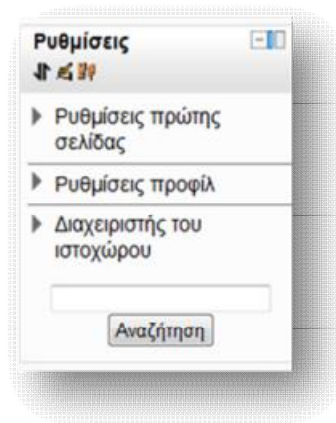 Ρυθμίσεις
Ρυθμίσεις πρώτης
σελίδας
Ρυθμίσεις προφίλ
Διαχειριστής του
ιστοχώρου
Αναζήτηση